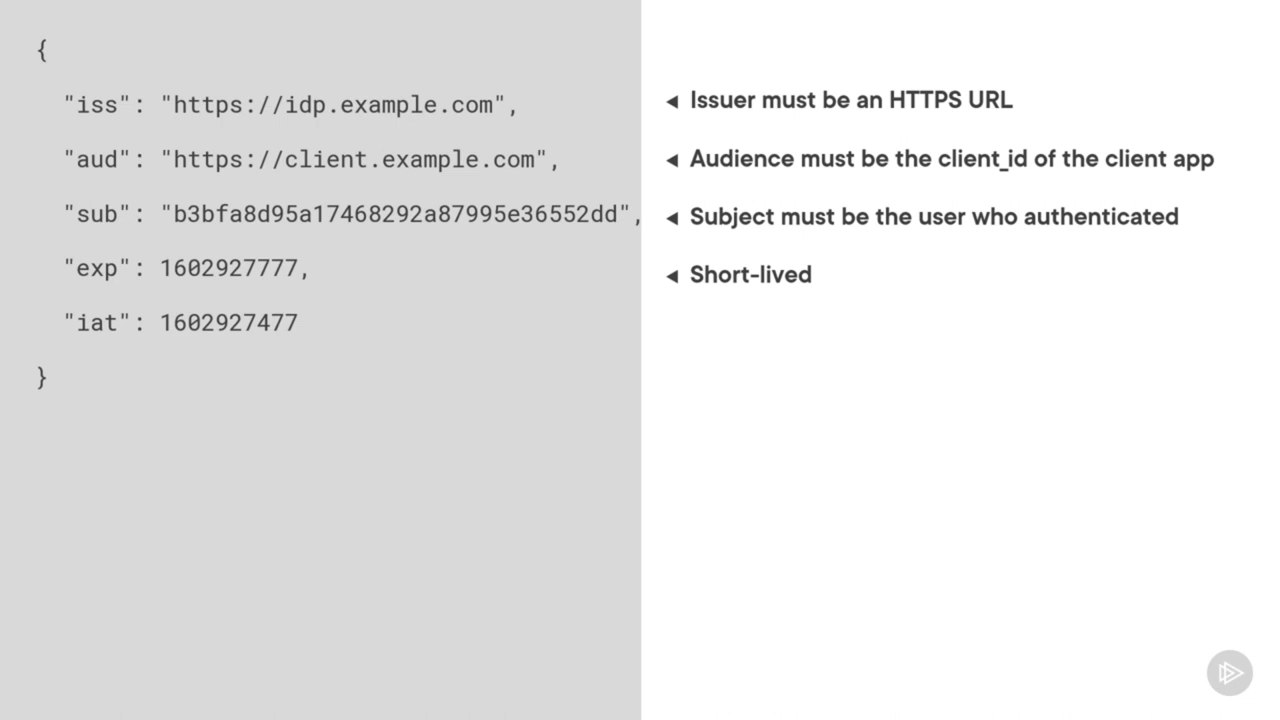 {
"iss": "https://idp.example.com",
"aud": "https://client.example.com",
"sub": "b3bfa8d95a17468292a87995e36552dd",
"exp": 1602927777,
"iat": 1602927477
}
◂ Issuer must be an HTTPS URL
◂ Audience must be the client_id of the client app
◂ Subject must be the user who authenticated
◂ Short-lived